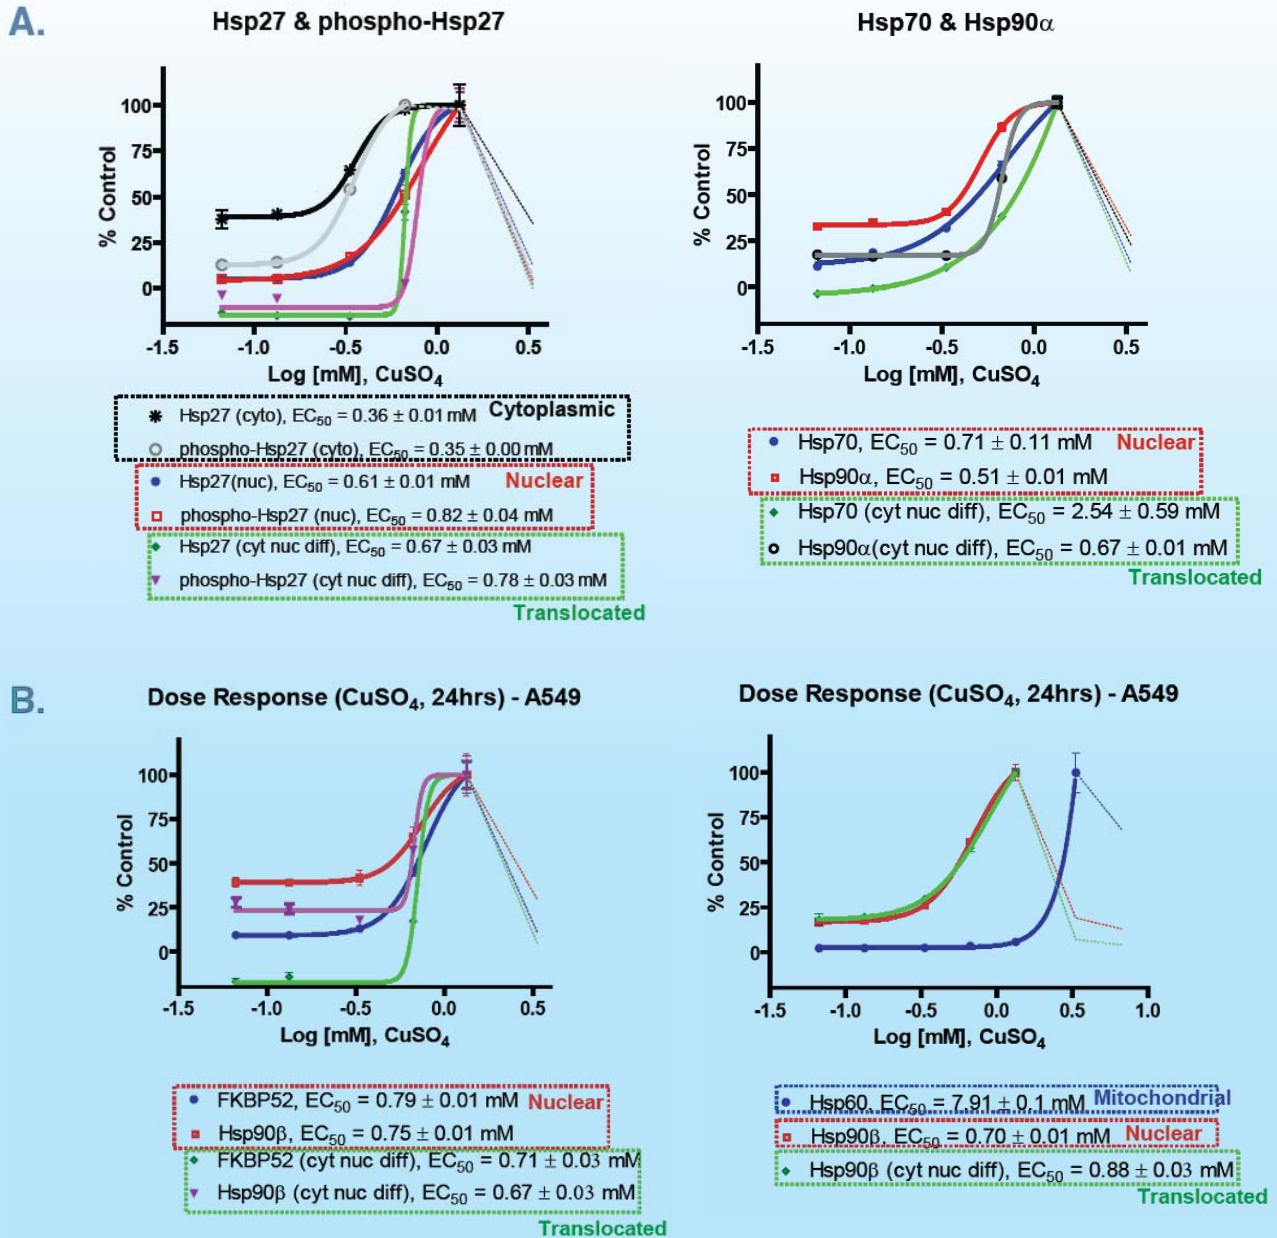 A.
Hsp27 & phospho-Hsp27
100
75
50
25
0
% Control
-1.5
-1.0
-0.5
0.0
0.5
Log [mM], CuSO₄
Hsp27 (cyto), EC₅₀ = 0.36 ± 0.01 mM Cytoplasmic
phospho-Hsp27 (cyto), EC₅₀ = 0.35 ± 0.00 mM
Hsp27(nuc), EC₅₀ = 0.61 ± 0.01 mM Nuclear
phospho-Hsp27 (nuc), EC₅₀ = 0.82 ± 0.04 mM
Hsp27 (cyt nuc diff), EC₅₀ = 0.67 ± 0.03 mM
phospho-Hsp27 (cyt nuc diff), EC₅₀ = 0.78 ± 0.03 mM
Translocated
Hsp70 & Hsp90α
100
75
50
25
0
% Control
-1.5
-1.0
-0.5
0.0
0.5
Log [mM], CuSO₄
Hsp70, EC₅₀ = 0.71 ± 0.11 mM Nuclear
Hsp90α, EC₅₀ = 0.51 ± 0.01 mM
Hsp70 (cyt nuc diff), EC₅₀ = 2.54 ± 0.59 mM
Hsp90α(cyt nuc diff), EC₅₀ = 0.67 ± 0.01 mM
Translocated
B.
Dose Response (CuSO₄, 24hrs) - A549
100
75
50
25
0
% Control
-1.5
-1.0
-0.5
0.0
0.5
Log [mM], CuSO₄
FKBP52, EC₅₀ = 0.79 ± 0.01 mM Nuclear
Hsp90β, EC₅₀ = 0.75 ± 0.01 mM
FKBP52 (cyt nuc diff), EC₅₀ = 0.71 ± 0.03 mM
Hsp90β (cyt nuc diff), EC₅₀ = 0.67 ± 0.03 mM
Translocated
Dose Response (CuSO₄, 24hrs) - A549
100
75
50
25
0
% Control
-1.5
-1.0
-0.5
0.0
0.5
1.0
Log [mM], CuSO₄
Hsp60, EC₅₀ = 7.91 ± 0.1 mM Mitochondrial
Hsp90β, EC₅₀ = 0.70 ± 0.01 mM Nuclear
Hsp90β (cyt nuc diff), EC₅₀ = 0.88 ± 0.03 mM
Translocated